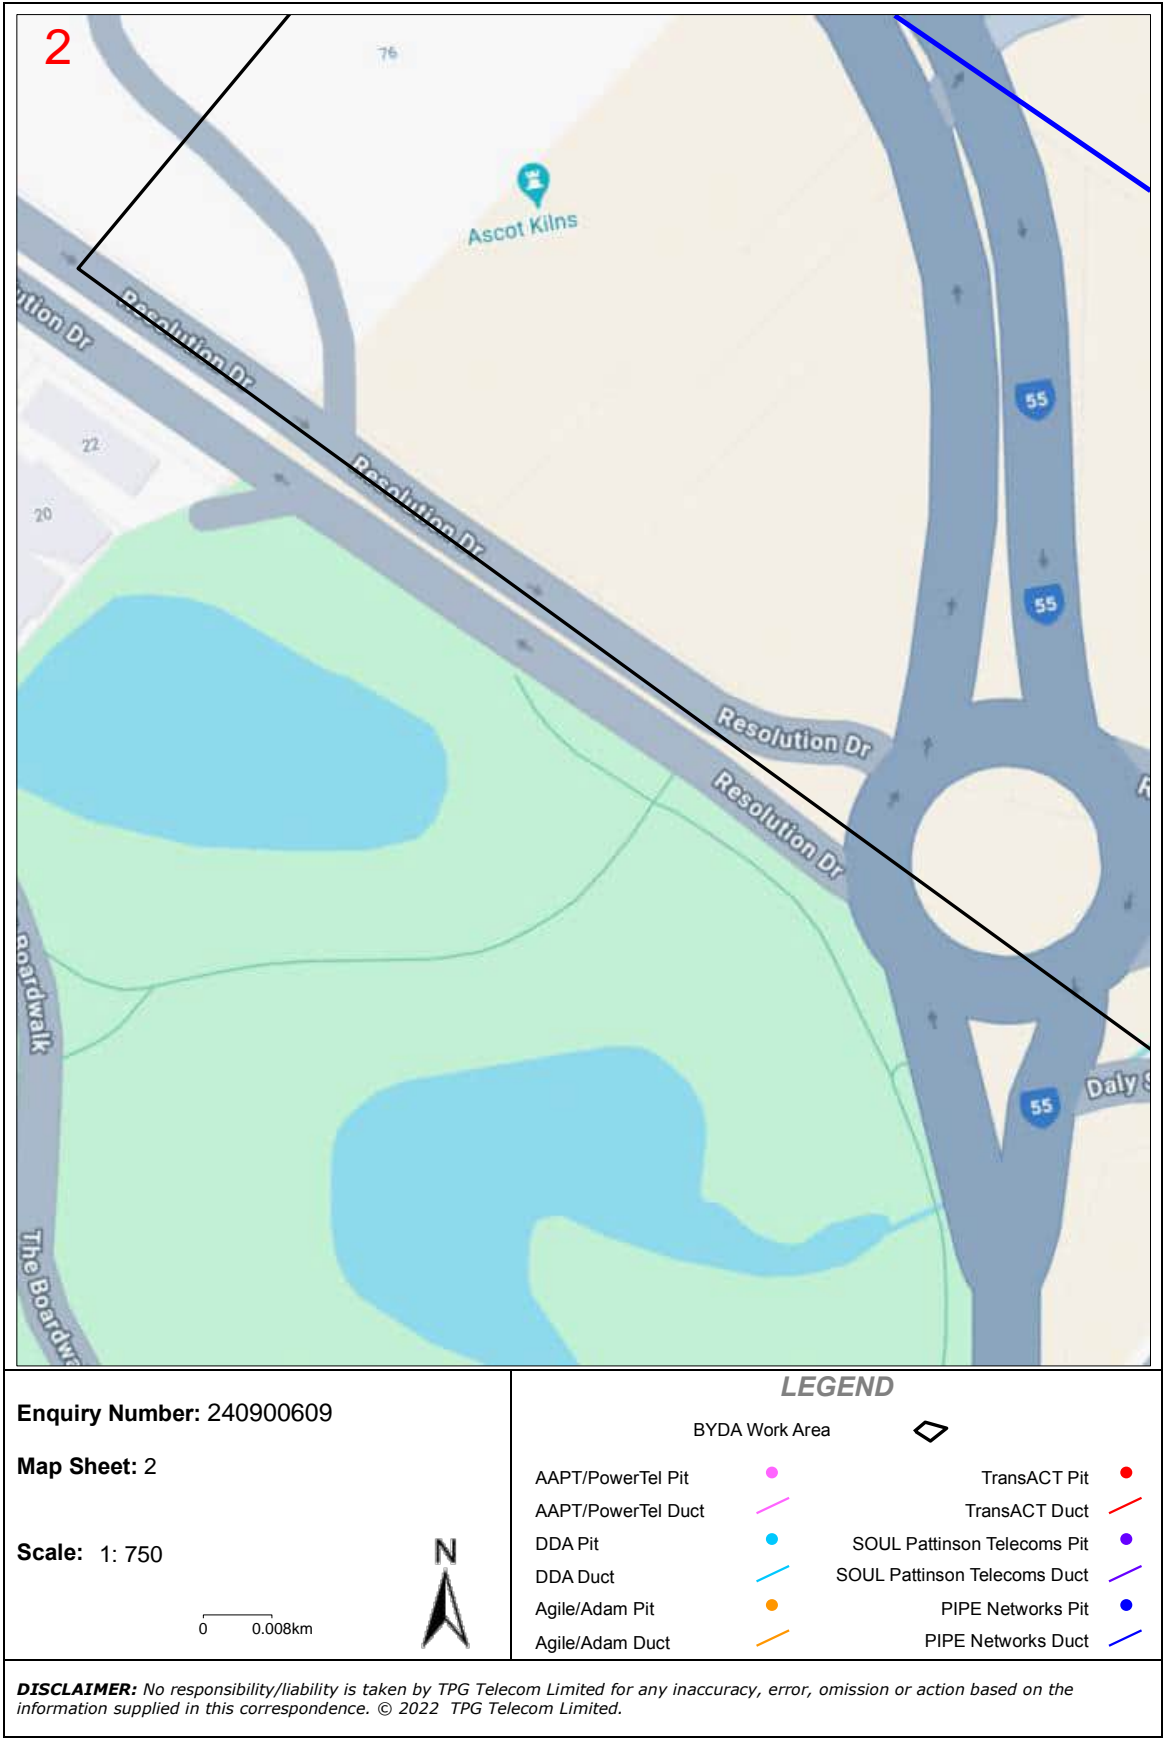 2
76
Ascot Kilns
Resolution Dr
ution Dr
55
22
Resolution Dr
20
55
Resolution Dr
Resolution Dr
R
Boardwalk
Daly S
55
The Boardwa
Enquiry Number: 240900609
Map Sheet: 2
Scale: 1: 750
N
0 0.008km
LEGEND
BYDA Work Area
AAPT/PowerTel Pit
TransACT Pit
AAPT/PowerTel Duct
TransACT Duct
DDA Pit
SOUL Pattinson Telecoms Pit
DDA Duct
SOUL Pattinson Telecoms Duct
Agile/Adam Pit
PIPE Networks Pit
Agile/Adam Duct
PIPE Networks Duct
DISCLAIMER: No responsibility/liability is taken by TPG Telecom Limited for any inaccuracy, error, omission or action based on the
information supplied in this correspondence. © 2022 TPG Telecom Limited.